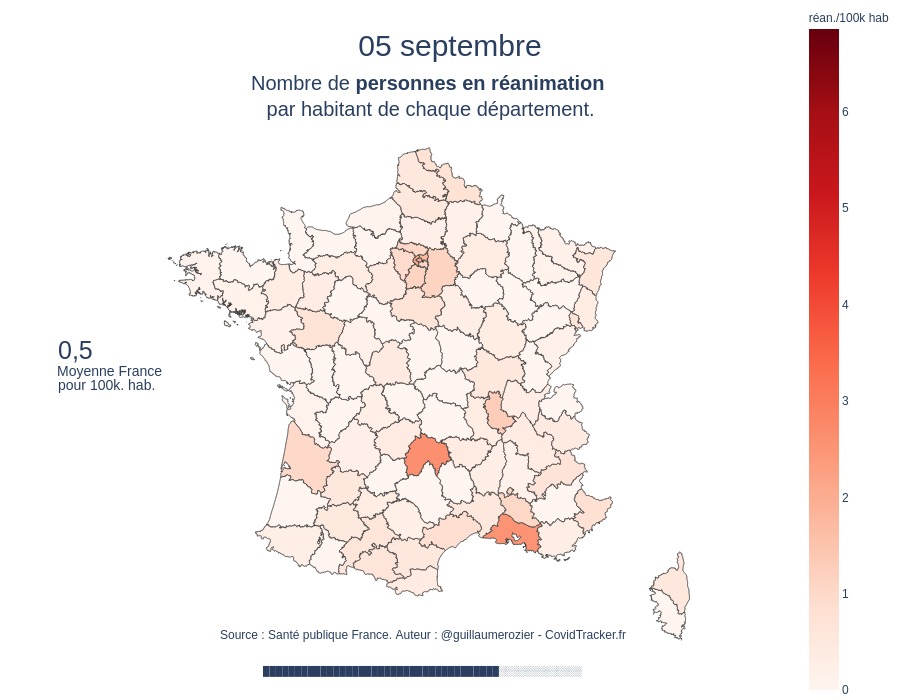 réan./100k hab
05 septembre
Nombre de personnes en réanimation
par habitant de chaque département.
6
5
4
3
2
1
0
0,5
Moyenne France
pour 100k. hab.
Source : Santé publique France. Auteur : @guillaumerozier - CovidTracker.fr